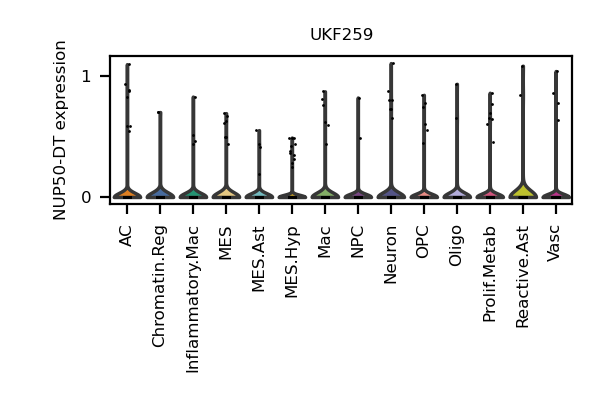 UKF259
NUP50-DT expression
1
0
AC
Chromatin.Reg
Inflammatory.Mac
MES
MES.Ast
MES.Hyp
Mac
NPC
Neuron
OPC
Oligo
Prolif.Metab
Reactive.Ast
Vasc